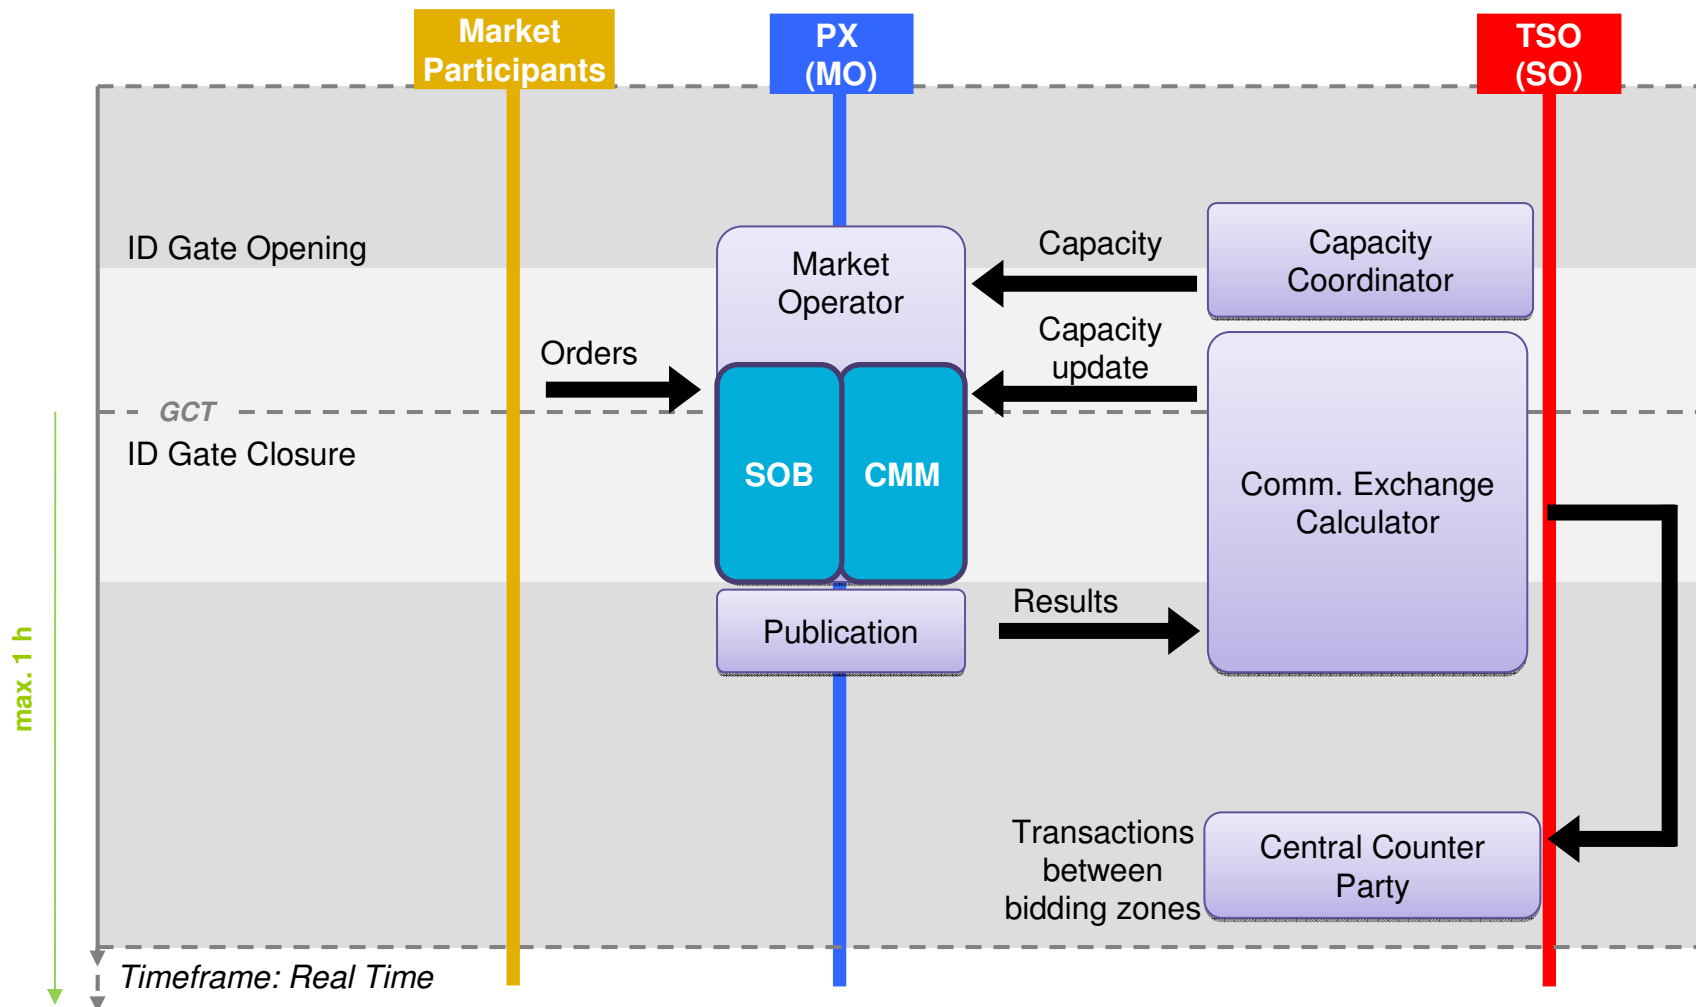 Market
Participants
PX
(MO)
TSO
(SO)
ID Gate Opening
Market
Operator
Capacity
Capacity
Coordinator
Orders
Capacity
update
GCT
ID Gate Closure
SOB
CMM
Comm. Exchange
Calculator
Publication
Results
max. 1 h
Transactions
between
bidding zones
Central Counter
Party
Timeframe: Real Time